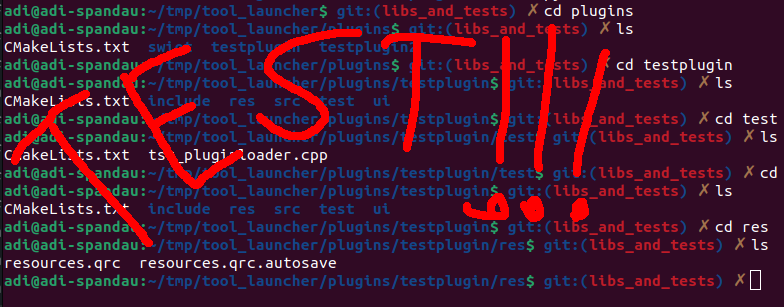 adi@adi-spandau:~/tmp/tool_launcher$ git:(libs_and_tests) ✗ cd plugins
adi@adi-spandau:~/tmp/tool_launcher/plugins$ git:(libs_and_tests) ✗ ls
CMakeLists.txt testplugin testplugin2
adi@adi-spandau:~/tmp/tool_launcher/plugins$ git:(libs_and_tests) ✗ cd testplugin
adi@adi-spandau:~/tmp/tool_launcher/plugins/testplugin$ git:(libs_and_tests) ✗ ls
CMakeLists.txt include res src test ui
adi@adi-spandau:~/tmp/tool_launcher/plugins/testplugin$ git:(libs_and_tests) ✗ cd test
adi@adi-spandau:~/tmp/tool_launcher/plugins/testplugin/test$ git:(libs_and_tests) ✗ ls
CMakeLists.txt tst_pluginloader.cpp
adi@adi-spandau:~/tmp/tool_launcher/plugins/testplugin/test$ git:(libs_and_tests) ✗ cd
adi@adi-spandau:~/tmp/tool_launcher/plugins/testplugin$ git:(libs_and_tests) ✗ ls
CMakeLists.txt include res src test ui
adi@adi-spandau:~/tmp/tool_launcher/plugins/testplugin$ git:(libs_and_tests) ✗ cd res
adi@adi-spandau:~/tmp/tool_launcher/plugins/testplugin/res$ git:(libs_and_tests) ✗ ls
resources.qrc resources.qrc.autosave
adi@adi-spandau:~/tmp/tool_launcher/plugins/testplugin/res$ git:(libs_and_tests) ✗
TEST!!!